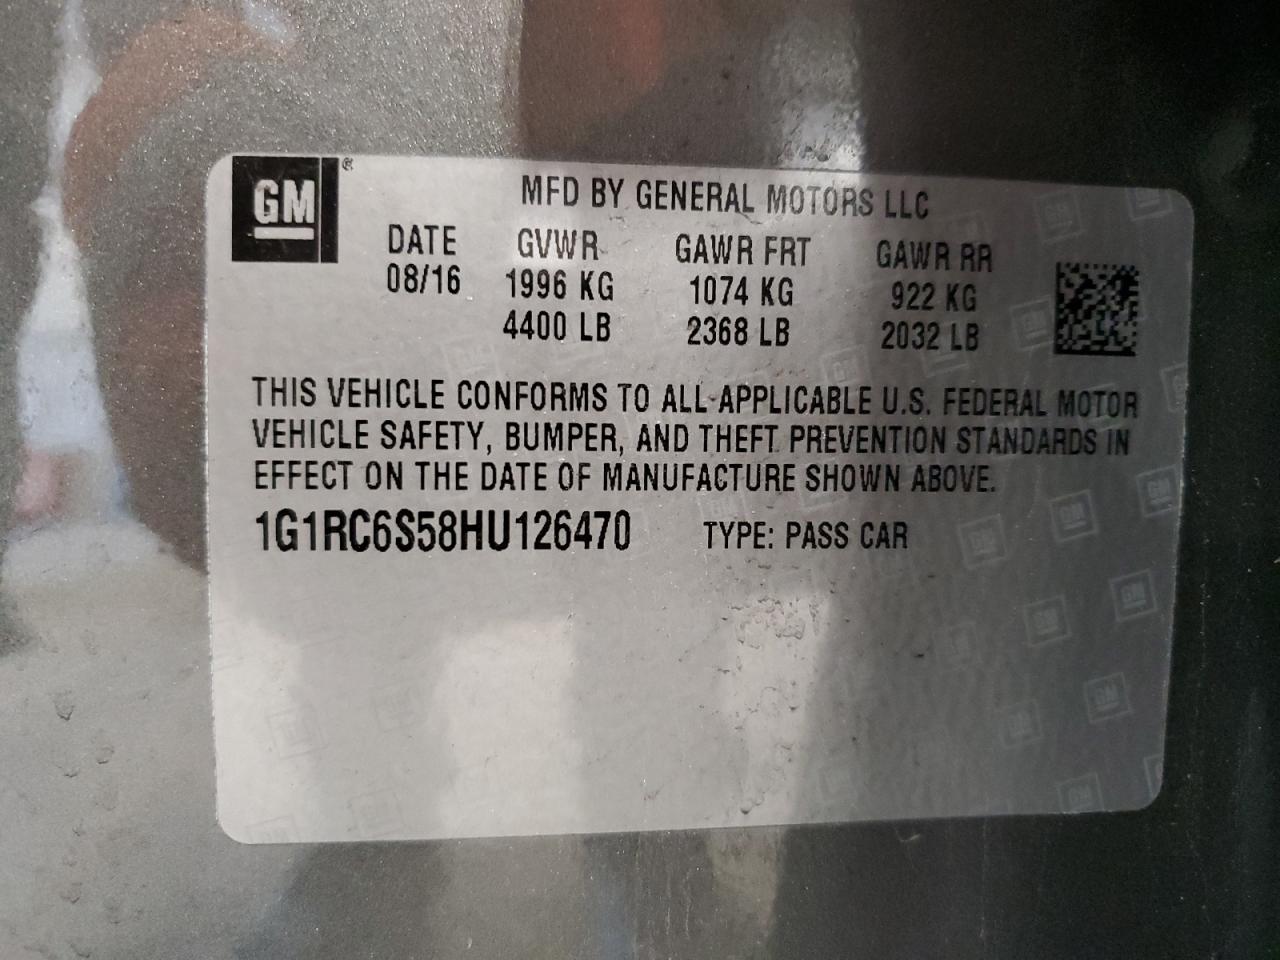 GM®
MFD BY GENERAL MOTORS LLC
DATE GVWR GAWR FRT GAWR RR
08/16 1996 KG 1074 KG 922 KG
4400 LB 2368 LB 2032 LB
THIS VEHICLE CONFORMS TO ALL APPLICABLE U.S. FEDERAL MOTOR
VEHICLE SAFETY, BUMPER, AND THEFT PREVENTION STANDARDS IN
EFFECT ON THE DATE OF MANUFACTURE SHOWN ABOVE.
1G1RC6S58HU126470 TYPE: PASS CAR